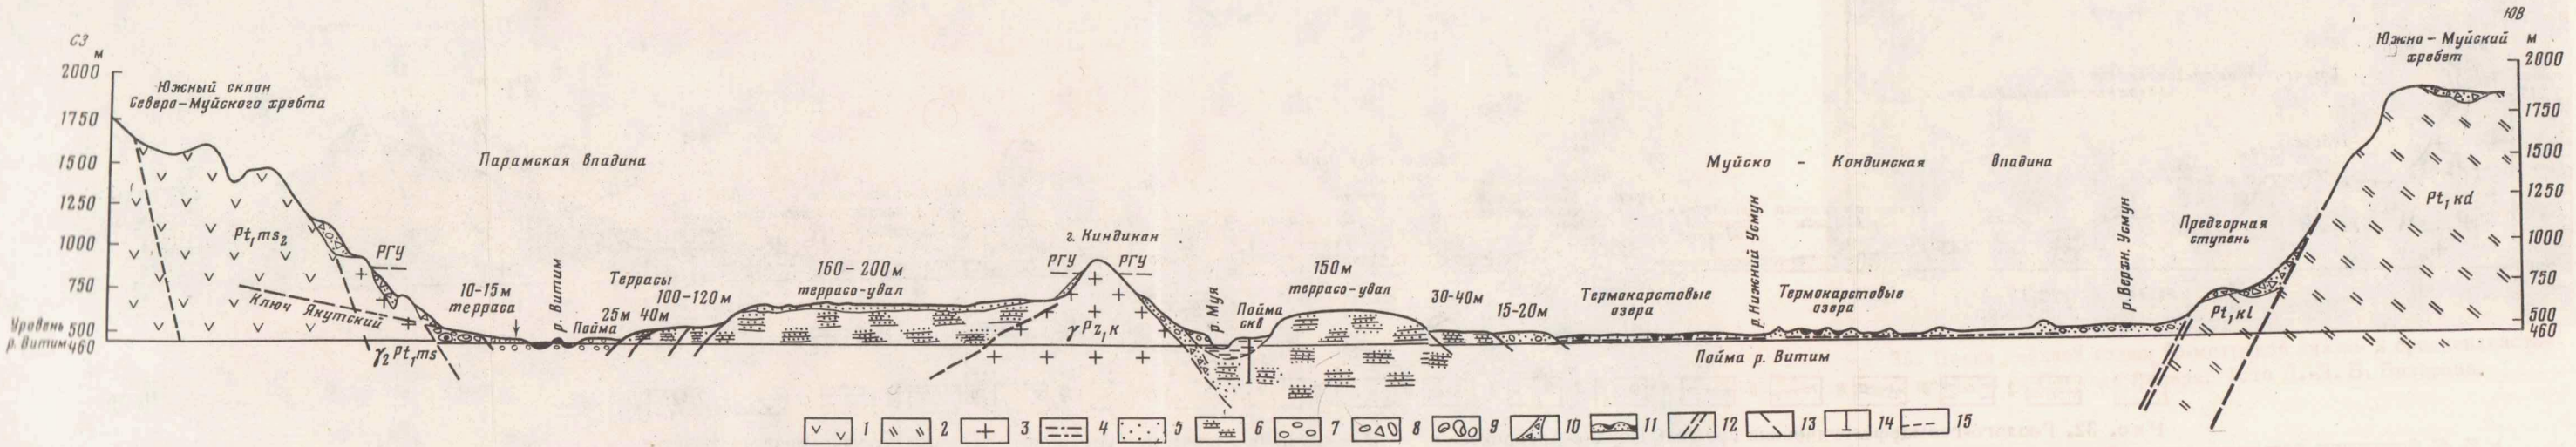 СЗ
м
2000
1750
1500
1250
1000
750
500
460
Уровень
р. Витим
Южный склон
Северо-Муйского хребта
Парамская впадина
Pt₁ms₂
РГУ
Ключ Якутский
γ₂Pt₁ms
10-15м
терраса
р. Витим
Пойма
Террасы
25м 40м
100-120м
160-200м
террасо-увал
г. Киндикан
РГУ РГУ
γPz₁к
р. Муя
Пойма
скв
150м
террасо-увал
30-40м
15-20м
Муйско - Кондинская впадина
Термокарстовые
озера
р. Нижний Усмун
Термокарстовые
озера
Пойма р. Витим
р. Верхн. Усмун
Предгорная
ступень
Pt₁кl
Pt₁кd
Южно-Муйский
хребет
ЮВ
м
2000
1750
1500
1250
1000
750
500
460
1 2 3 4 5 6 7 8 9 10 11 12 13 14 15